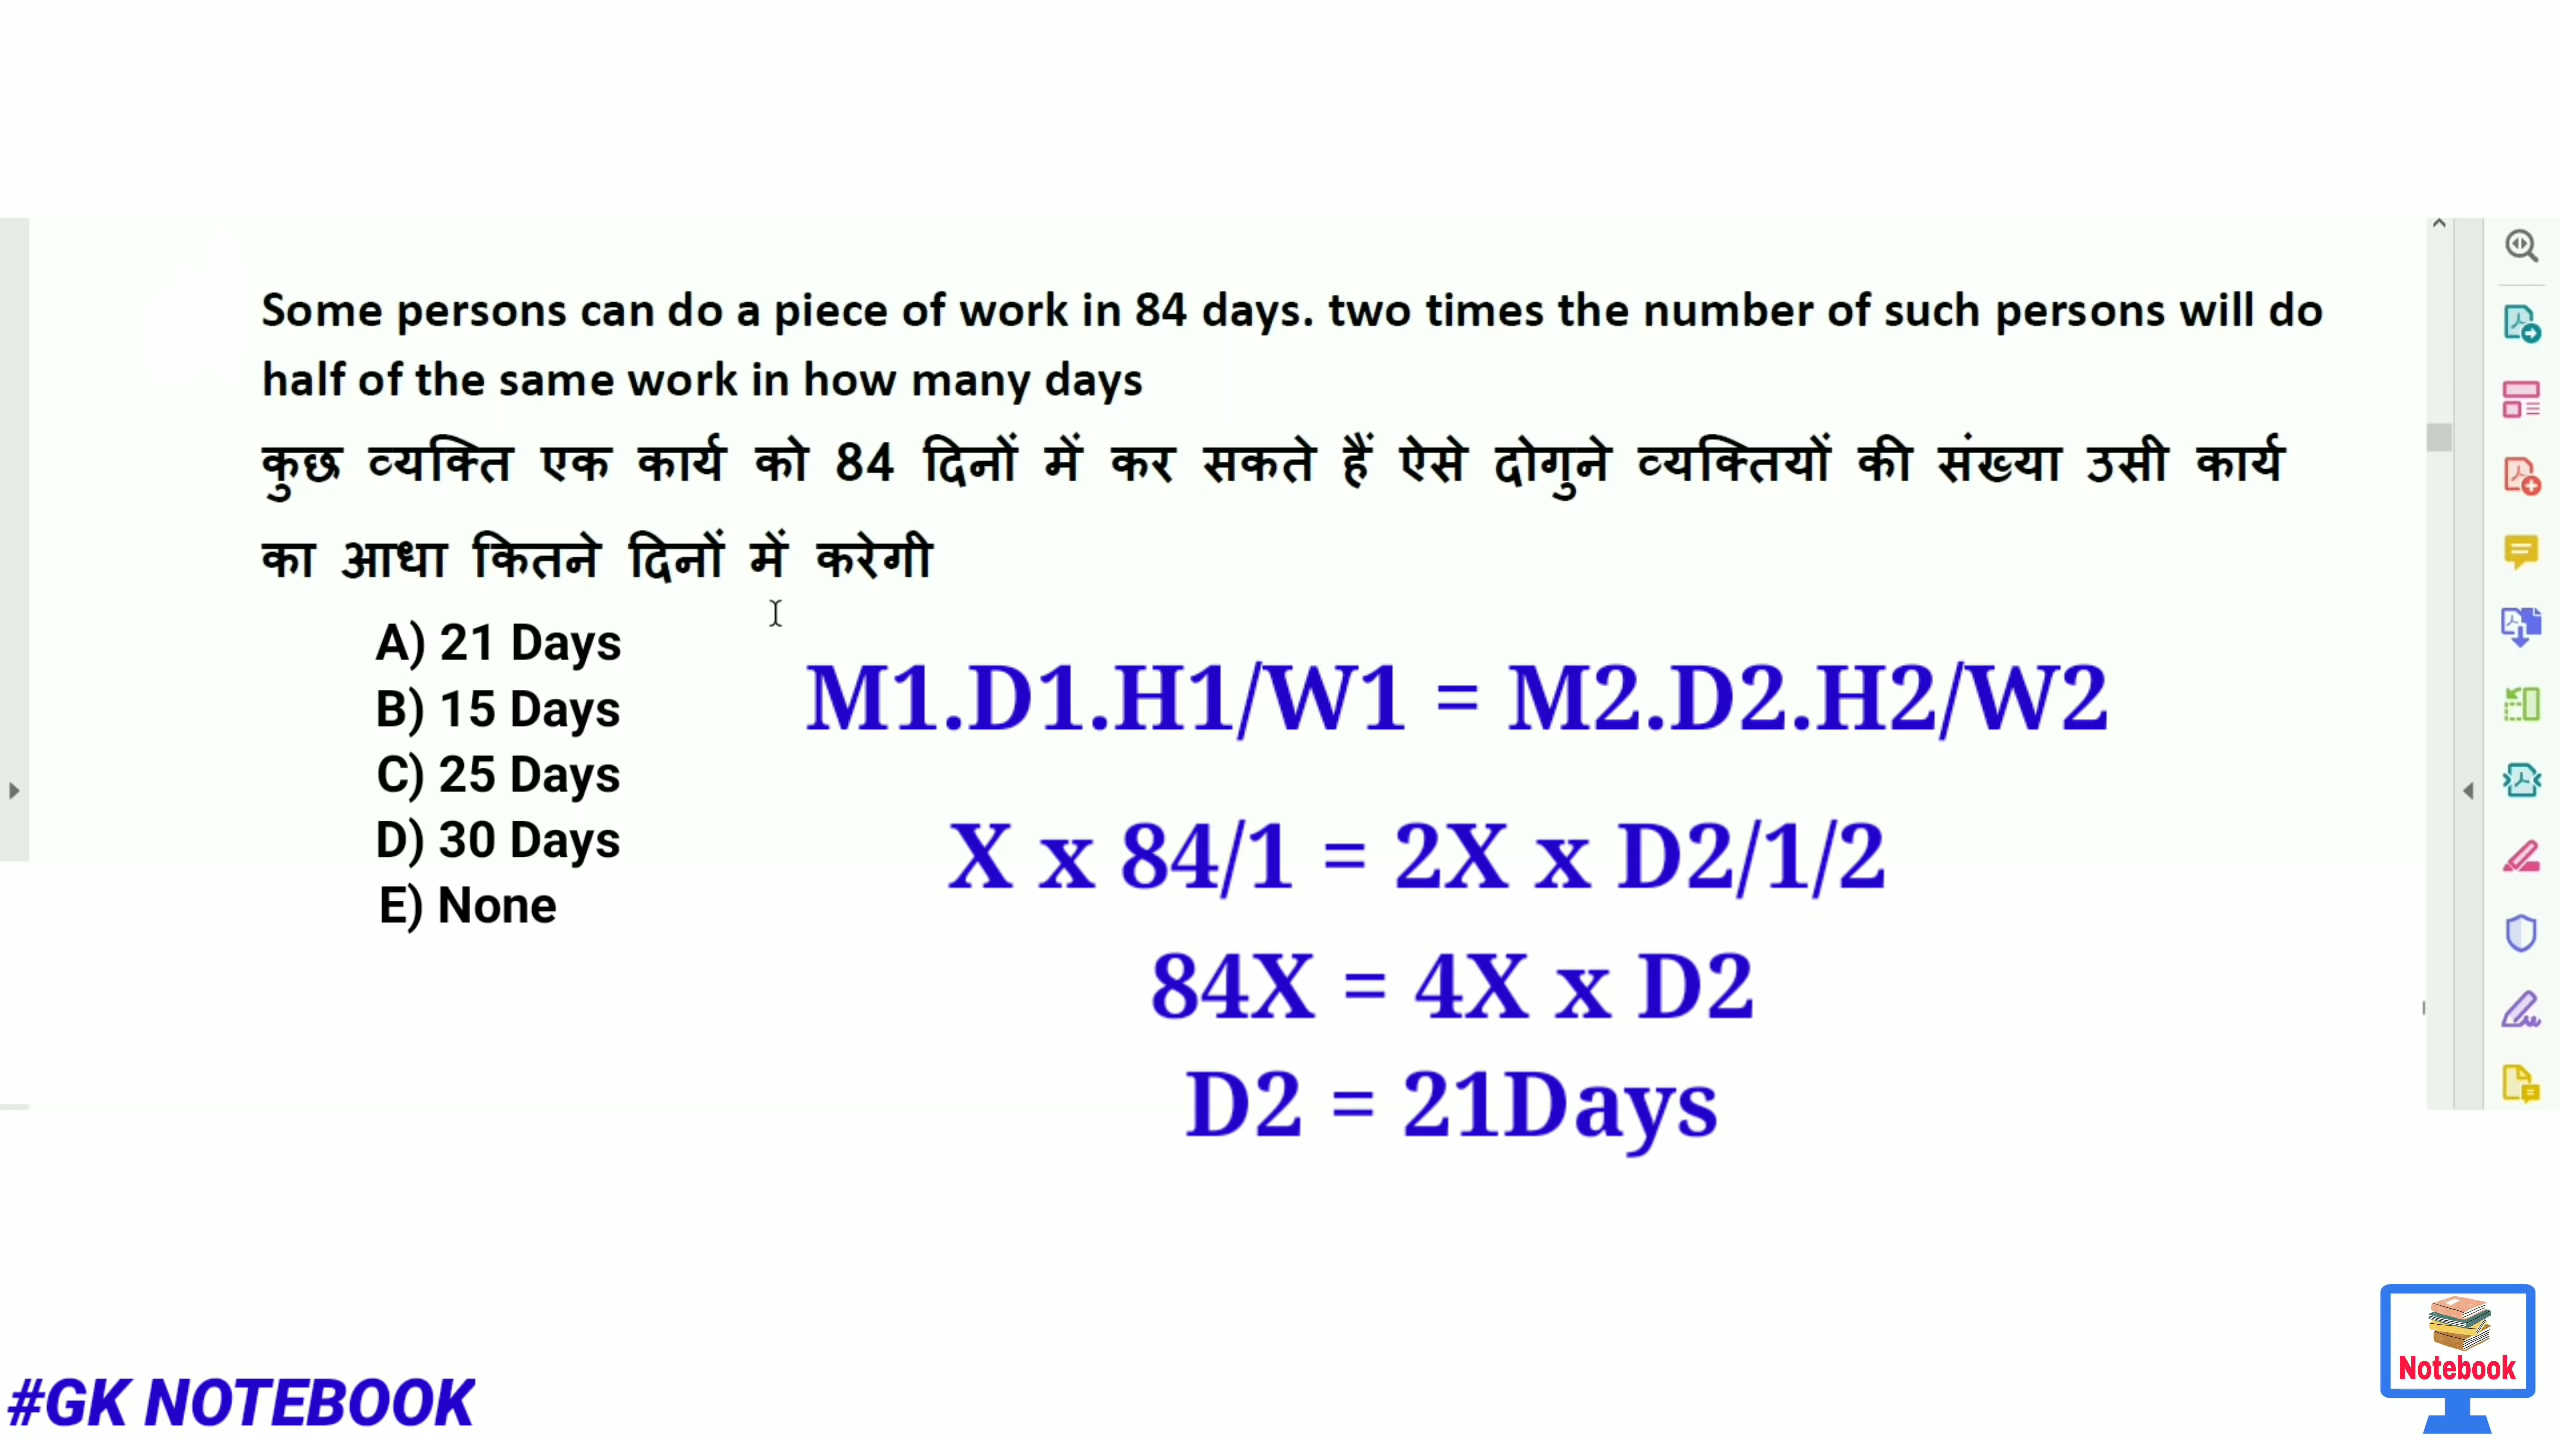 Some persons can do a piece of work in 84 days. two times the number of such persons will do
half of the same work in how many days
कुछ व्यक्ति एक कार्य को 84 दिनों में कर सकते हैं ऐसे दोगुने व्यक्तियों की संख्या उसी कार्य
का आधा कितने दिनों में करेगी
A) 21 Days
B) 15 Days
C) 25 Days
D) 30 Days
E) None
M1.D1.H1/W1 = M2.D2.H2/W2
X x 84/1 = 2X x D2/1/2
84X = 4X x D2
D2 = 21Days
#GK NOTEBOOK
Notebook